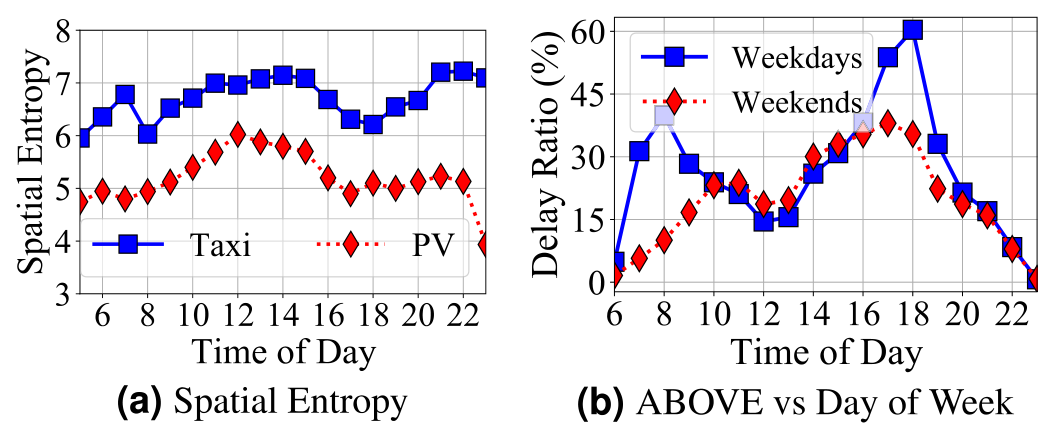 Spatial Entropy
8
7
6
5
4
3
Taxi
PV
6 8 10 12 14 16 18 20 22
Time of Day
(a) Spatial Entropy
Delay Ratio (%)
60
45
30
15
0
Weekdays
Weekends
6 8 10 12 14 16 18 20 22
Time of Day
(b) ABOVE vs Day of Week